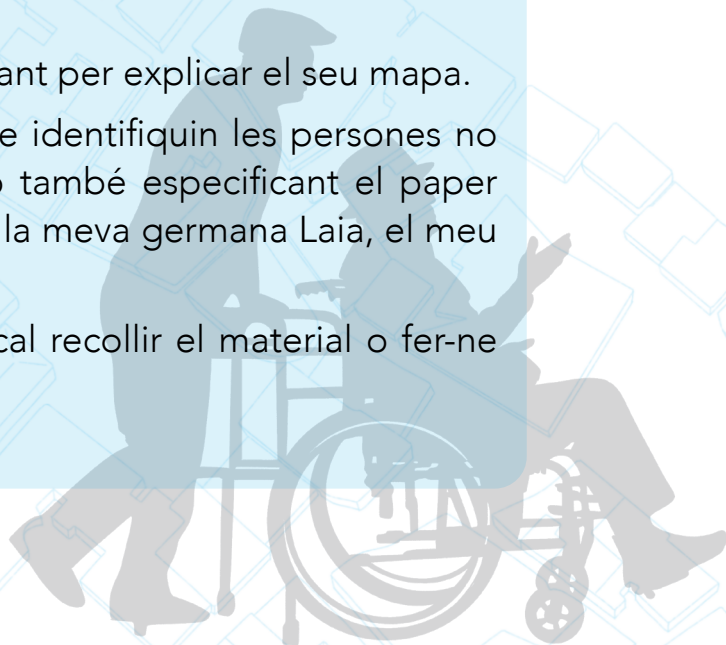 ant per explicar el seu mapa.
e identifiquin les persones no
també especificant el paper
la meva germana Laia, el meu
cal recollir el material o fer-ne